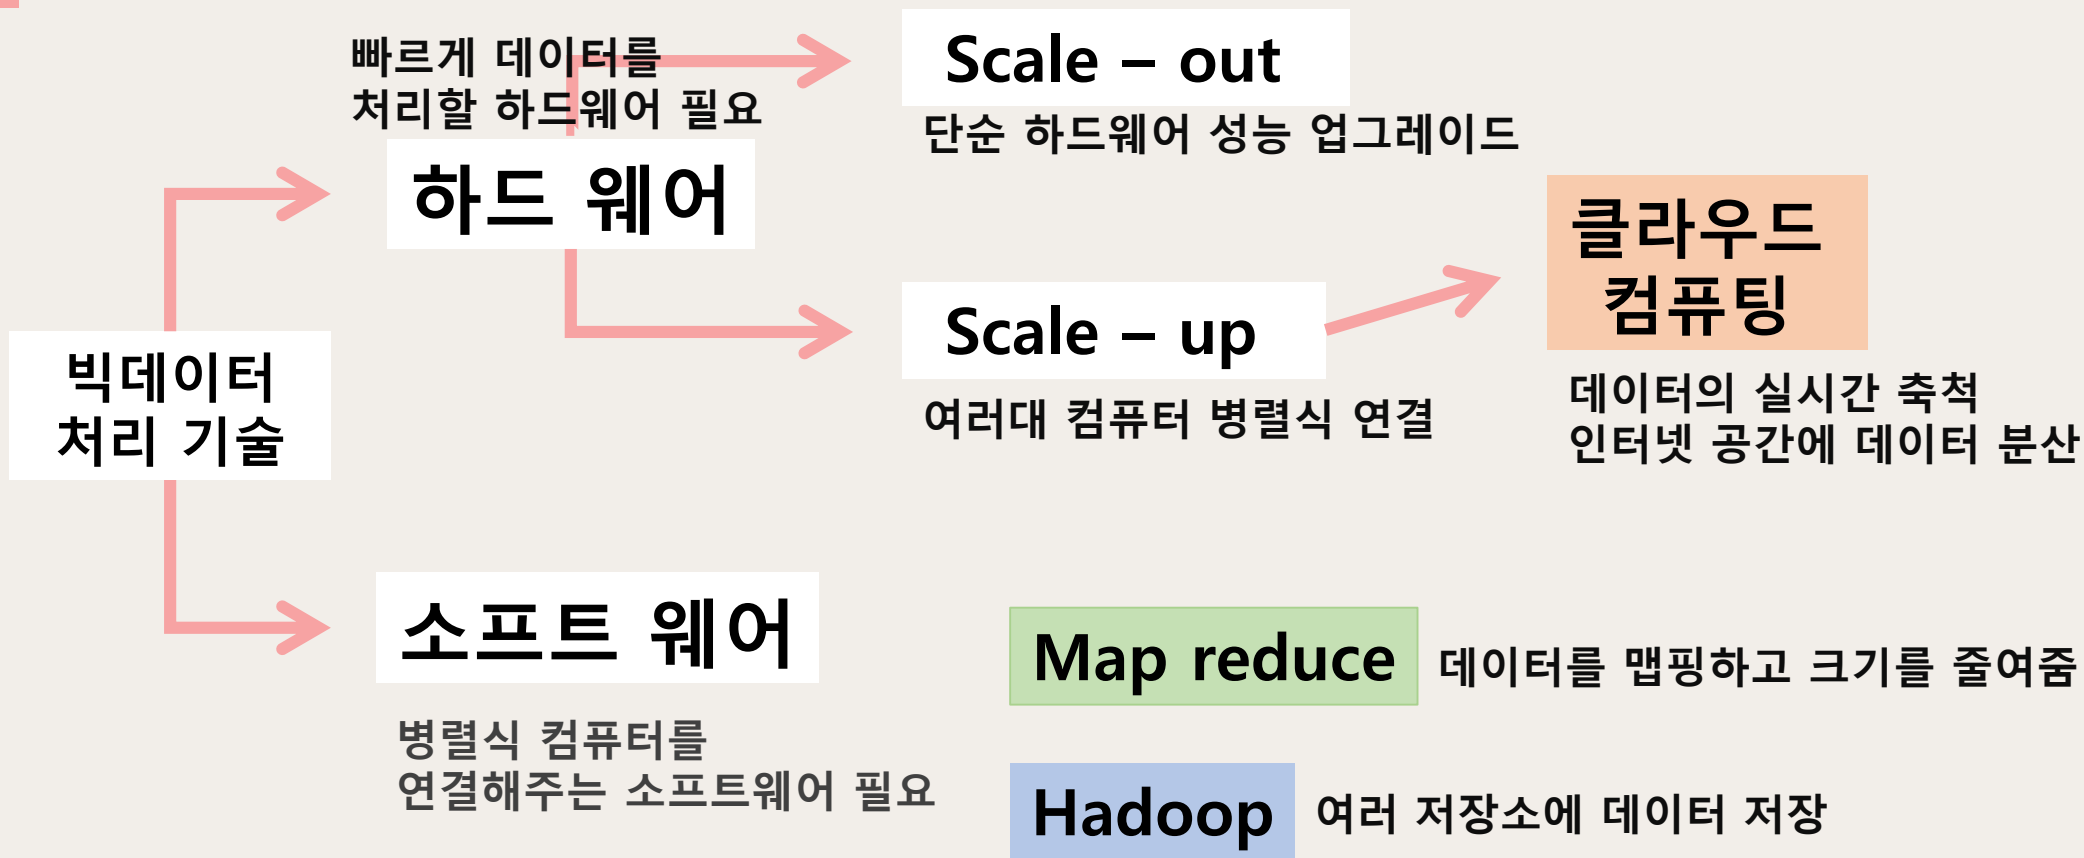 빠르게 데이터를
처리할 하드웨어 필요
하드 웨어
Scale – out
단순 하드웨어 성능 업그레이드
Scale – up
여러대 컴퓨터 병렬식 연결
클라우드
컴퓨팅
데이터의 실시간 축척
인터넷 공간에 데이터 분산
빅데이터
처리 기술
소프트 웨어
병렬식 컴퓨터를
연결해주는 소프트웨어 필요
Map reduce
데이터를 맵핑하고 크기를 줄여줌
Hadoop
여러 저장소에 데이터 저장